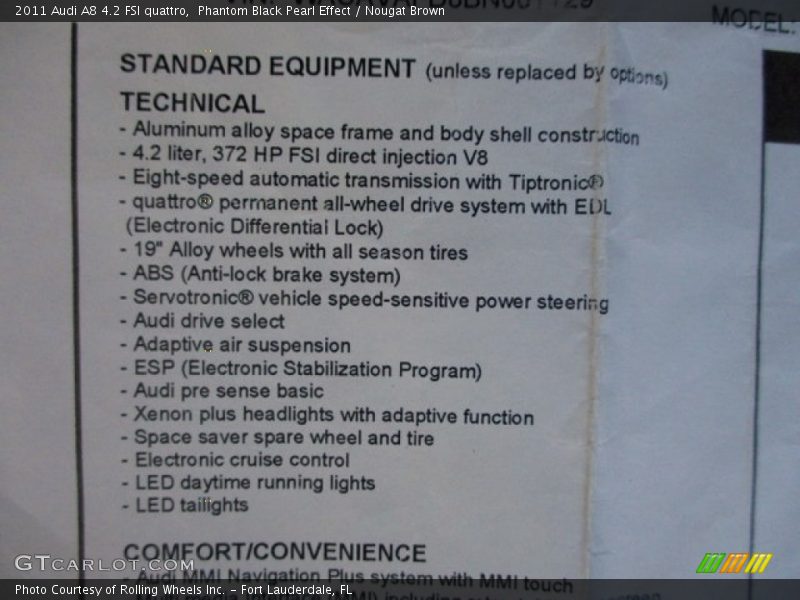 2011 Audi A8 4.2 FSI quattro, Phantom Black Pearl Effect / Nougat Brown
MODEL:
STANDARD EQUIPMENT (unless replaced by options)
TECHNICAL
- Aluminum alloy space frame and body shell construction
- 4.2 liter, 372 HP FSI direct injection V8
- Eight-speed automatic transmission with Tiptronic®
- quattro® permanent all-wheel drive system with EDL
(Electronic Differential Lock)
- 19" Alloy wheels with all season tires
- ABS (Anti-lock brake system)
- Servotronic® vehicle speed-sensitive power steering
- Audi drive select
- Adaptive air suspension
- ESP (Electronic Stabilization Program)
- Audi pre sense basic
- Xenon plus headlights with adaptive function
- Space saver spare wheel and tire
- Electronic cruise control
- LED daytime running lights
- LED taillights
COMFORT/CONVENIENCE
- Audi MMI Navigation Plus system with MMI touch
GTCARLOT.COM
Photo Courtesy of Rolling Wheels Inc. – Fort Lauderdale, FL